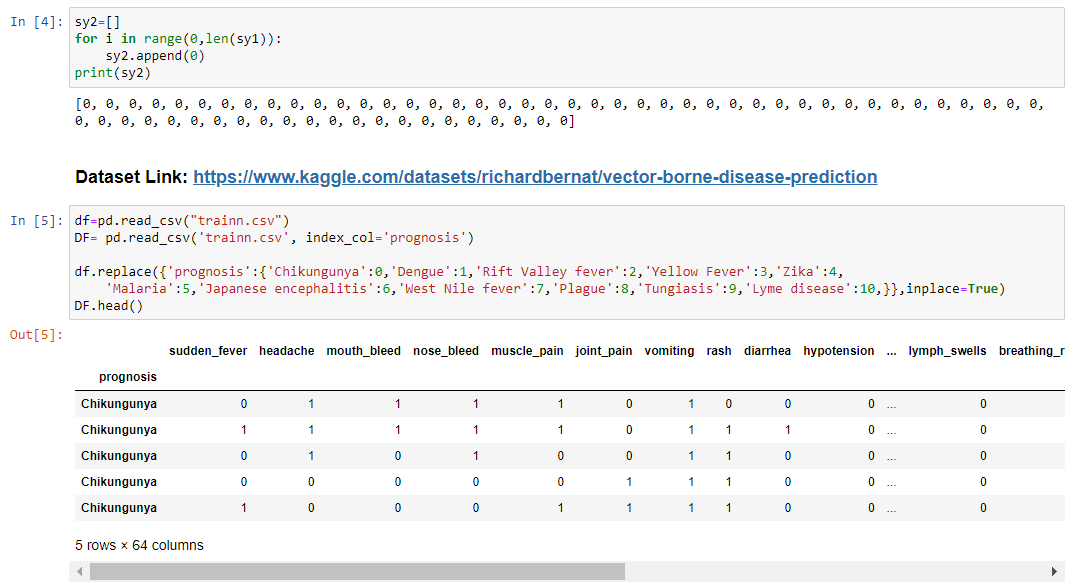 In [4]: sy2=[]
for i in range(0,len(sy1)):
sy2.append(0)
print(sy2)
[0, 0, 0, 0, 0, 0, 0, 0, 0, 0, 0, 0, 0, 0, 0, 0, 0, 0, 0, 0, 0, 0, 0, 0, 0, 0, 0, 0, 0, 0, 0, 0, 0, 0, 0, 0, 0, 0, 0, 0, 0, 0,
0, 0, 0, 0, 0, 0, 0, 0, 0, 0, 0, 0, 0, 0, 0, 0, 0, 0, 0, 0, 0, 0]
Dataset Link: https://www.kaggle.com/datasets/richardbernat/vector-borne-disease-prediction
In [5]: df=pd.read_csv("trainn.csv")
DF= pd.read_csv('trainn.csv', index_col='prognosis')
df.replace({'prognosis':{'Chikungunya':0,'Dengue':1,'Rift Valley fever':2,'Yellow Fever':3,'Zika':4,
'Malaria':5,'Japanese encephalitis':6,'West Nile fever':7,'Plague':8,'Tungiasis':9,'Lyme disease':10,}},inplace=True)
DF.head()
Out[5]:
sudden_fever headache mouth_bleed nose_bleed muscle_pain joint_pain vomiting rash diarrhea hypotension ... lymph_swells breathing_r
prognosis
Chikungunya 0 1 1 1 1 0 1 0 0 0 ... 0
Chikungunya 1 1 1 1 1 0 1 1 1 0 ... 0
Chikungunya 0 1 0 1 0 0 1 1 0 0 ... 0
Chikungunya 0 0 0 0 0 1 1 1 0 0 ... 0
Chikungunya 1 0 0 0 1 1 1 1 0 0 ... 0
5 rows × 64 columns